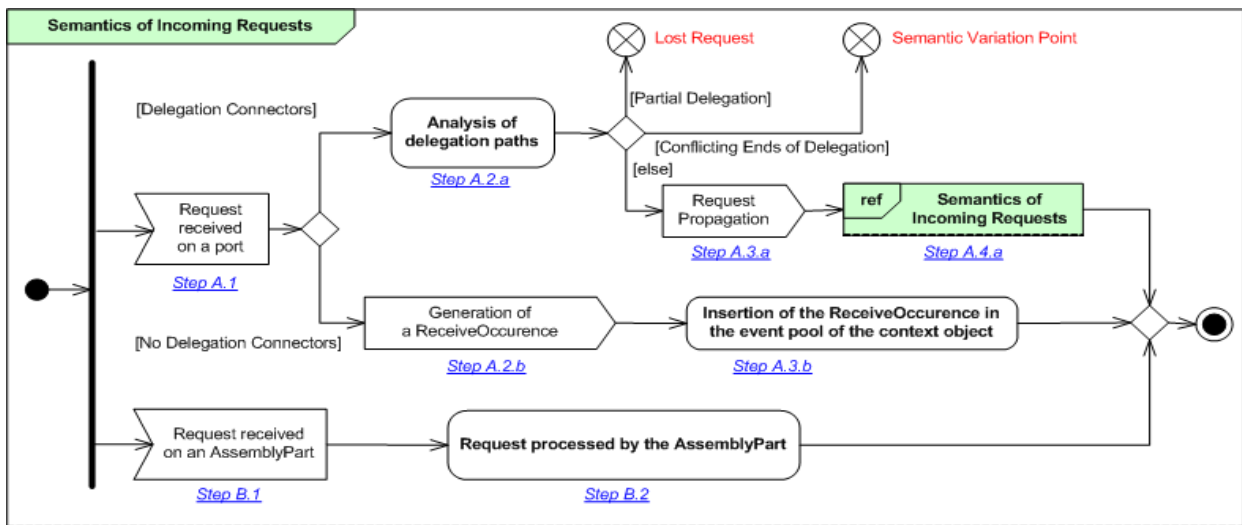 Semantics of Incoming Requests
Lost Request
Semantic Variation Point
[Delegation Connectors]
[Partial Delegation]
Analysis of
delegation paths
[Conflicting Ends of Delegation]
Step A.2.a
[else]
Request
received
on a port
Step A.1
Request
Propagation
Step A.3.a
ref
Semantics of
Incoming Requests
Step A.4.a
Generation of
a ReceiveOccurence
Step A.2.b
Insertion of the ReceiveOccurence in
the event pool of the context object
Step A.3.b
[No Delegation Connectors]
Request received
on an AssemblyPart
Step B.1
Request processed by the AssemblyPart
Step B.2